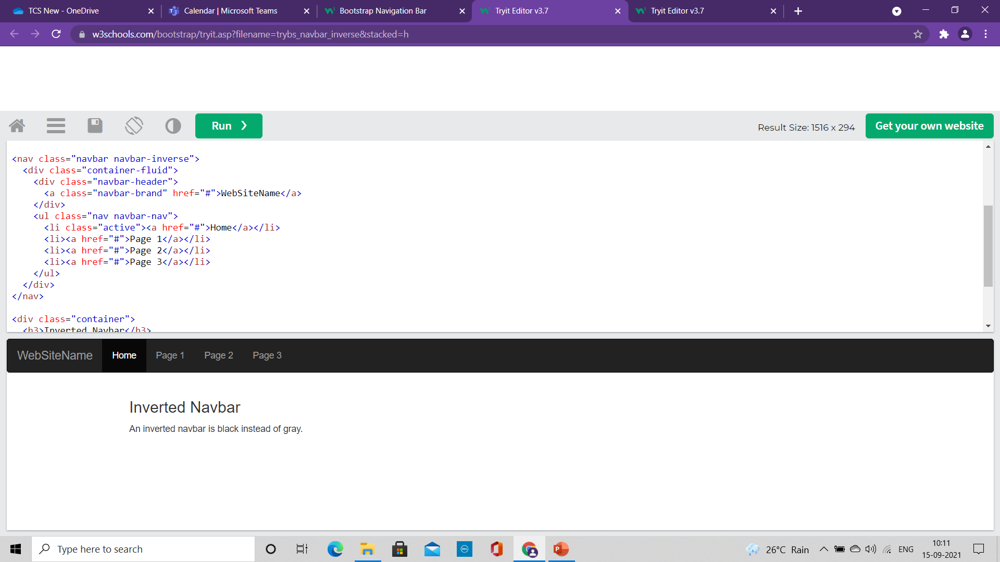 TCS New - OneDrive
Calendar | Microsoft Teams
Bootstrap Navigation Bar
Tryit Editor v3.7
Tryit Editor v3.7
w3schools.com/bootstrap/tryit.asp?filename=trybs_navbar_inverse&stacked=h
Run ❯
Result Size: 1516 x 294
Get your own website
<nav class="navbar navbar-inverse">
  <div class="container-fluid">
    <div class="navbar-header">
      <a class="navbar-brand" href="#">WebSiteName</a>
    </div>
    <ul class="nav navbar-nav">
      <li class="active"><a href="#">Home</a></li>
      <li><a href="#">Page 1</a></li>
      <li><a href="#">Page 2</a></li>
      <li><a href="#">Page 3</a></li>
    </ul>
  </div>
</nav>
<div class="container">
  <h3>Inverted Navbar</h3>
WebSiteName Home Page 1 Page 2 Page 3
Inverted Navbar
An inverted navbar is black instead of gray.
Type here to search
DELL
26°C Rain
ENG
10:11
15-09-2021